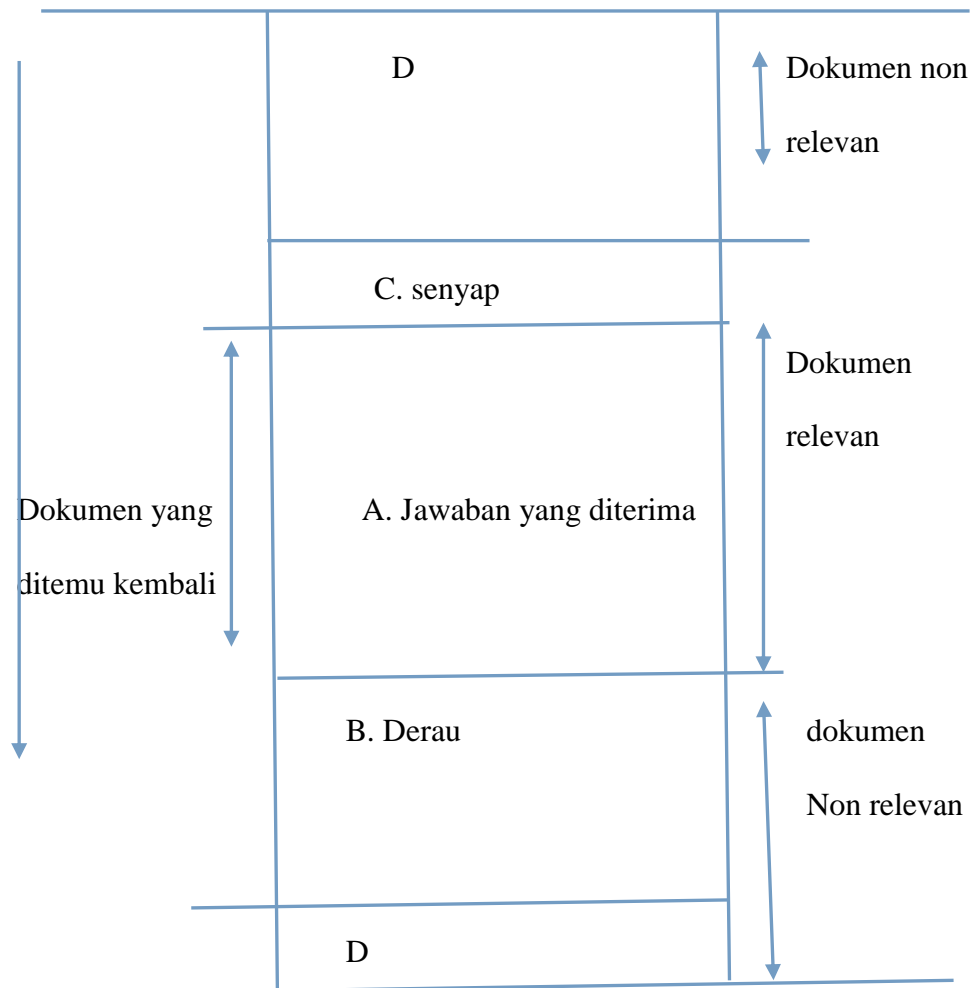 D
Dokumen non
relevan
C. senyap
Dokumen
relevan
Dokumen yang
ditemu kembali
A. Jawaban yang diterima
B. Derau
dokumen
Non relevan
D